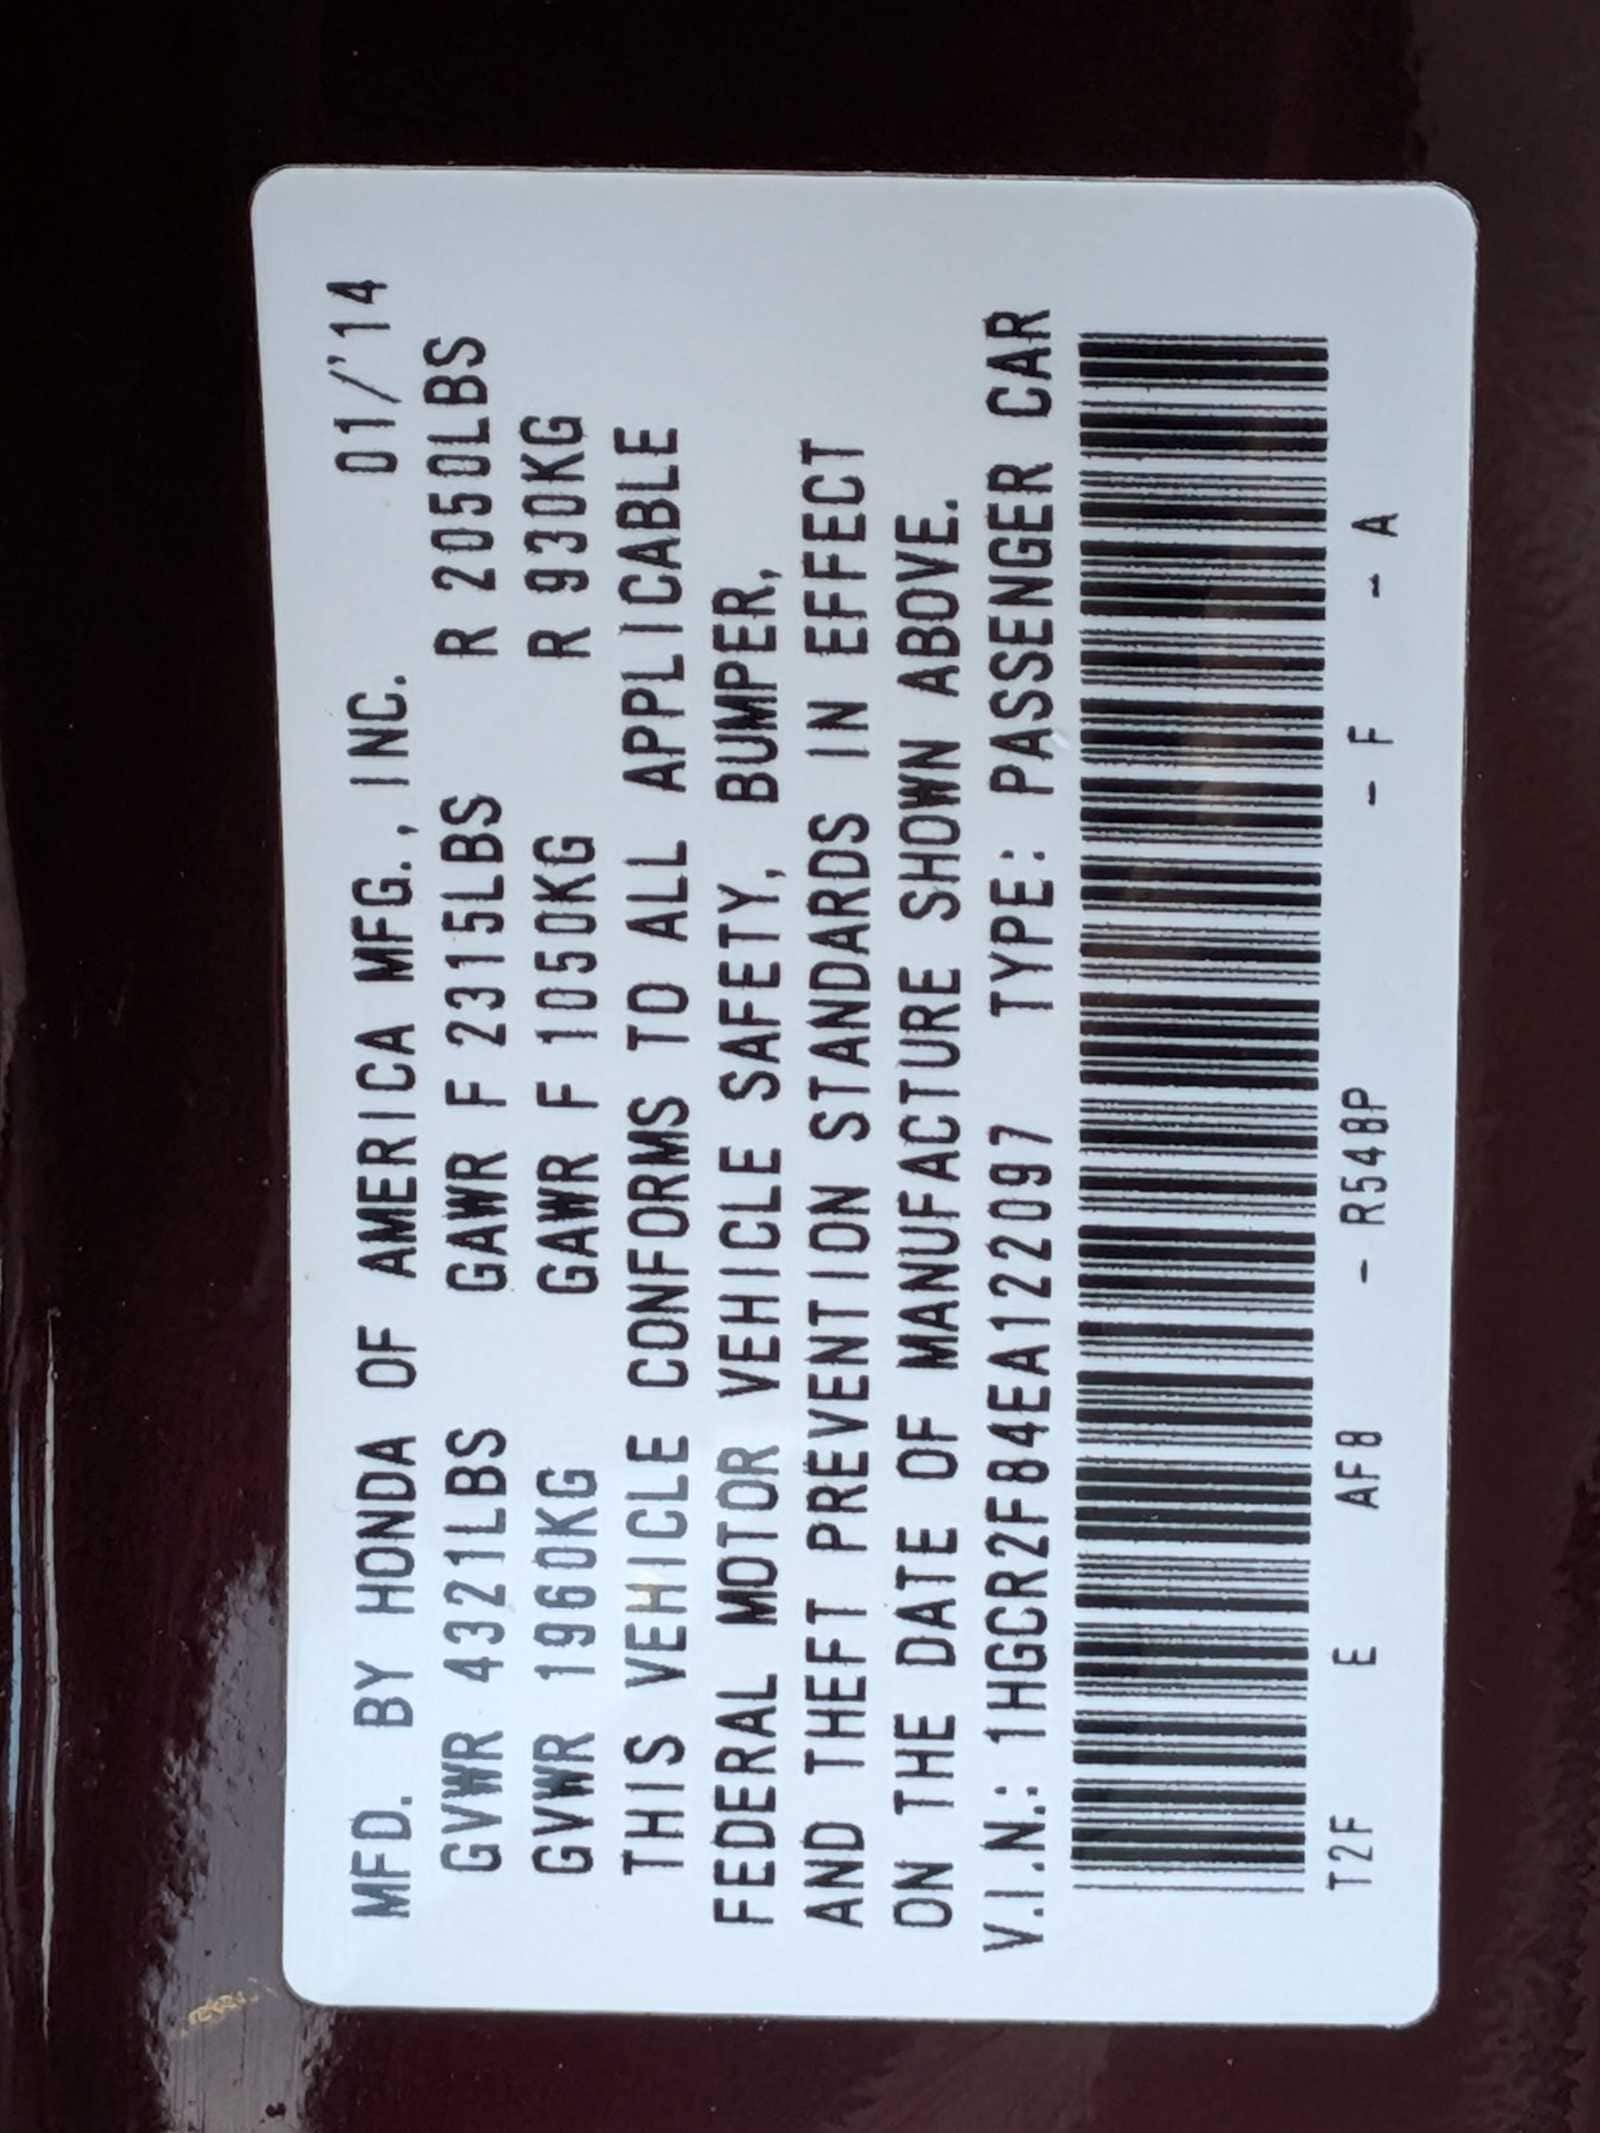 MFD. BY HONDA OF AMERICA MFG., INC. 01/'14
GVWR 4321LBS GAWR F 2315LBS R 2050LBS
GVWR 1960KG GAWR F 1050KG R 930KG
THIS VEHICLE CONFORMS TO ALL APPLICABLE
FEDERAL MOTOR VEHICLE SAFETY, BUMPER,
AND THEFT PREVENTION STANDARDS IN EFFECT
ON THE DATE OF MANUFACTURE SHOWN ABOVE.
V.I.N.: 1HGCR2F84EA122097 TYPE: PASSENGER CAR
T2F E AF8 - R548P - F - A